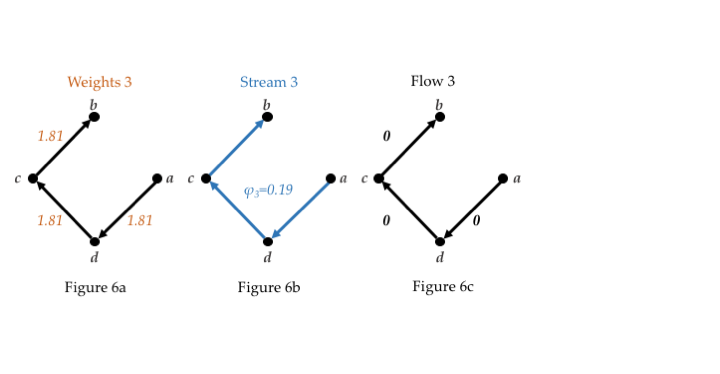 Weights 3
b
1.81
c
a
1.81
1.81
d
Figure 6a
Stream 3
b
c
a
φ₃=0.19
d
Figure 6b
Flow 3
b
0
c
a
0
0
d
Figure 6c